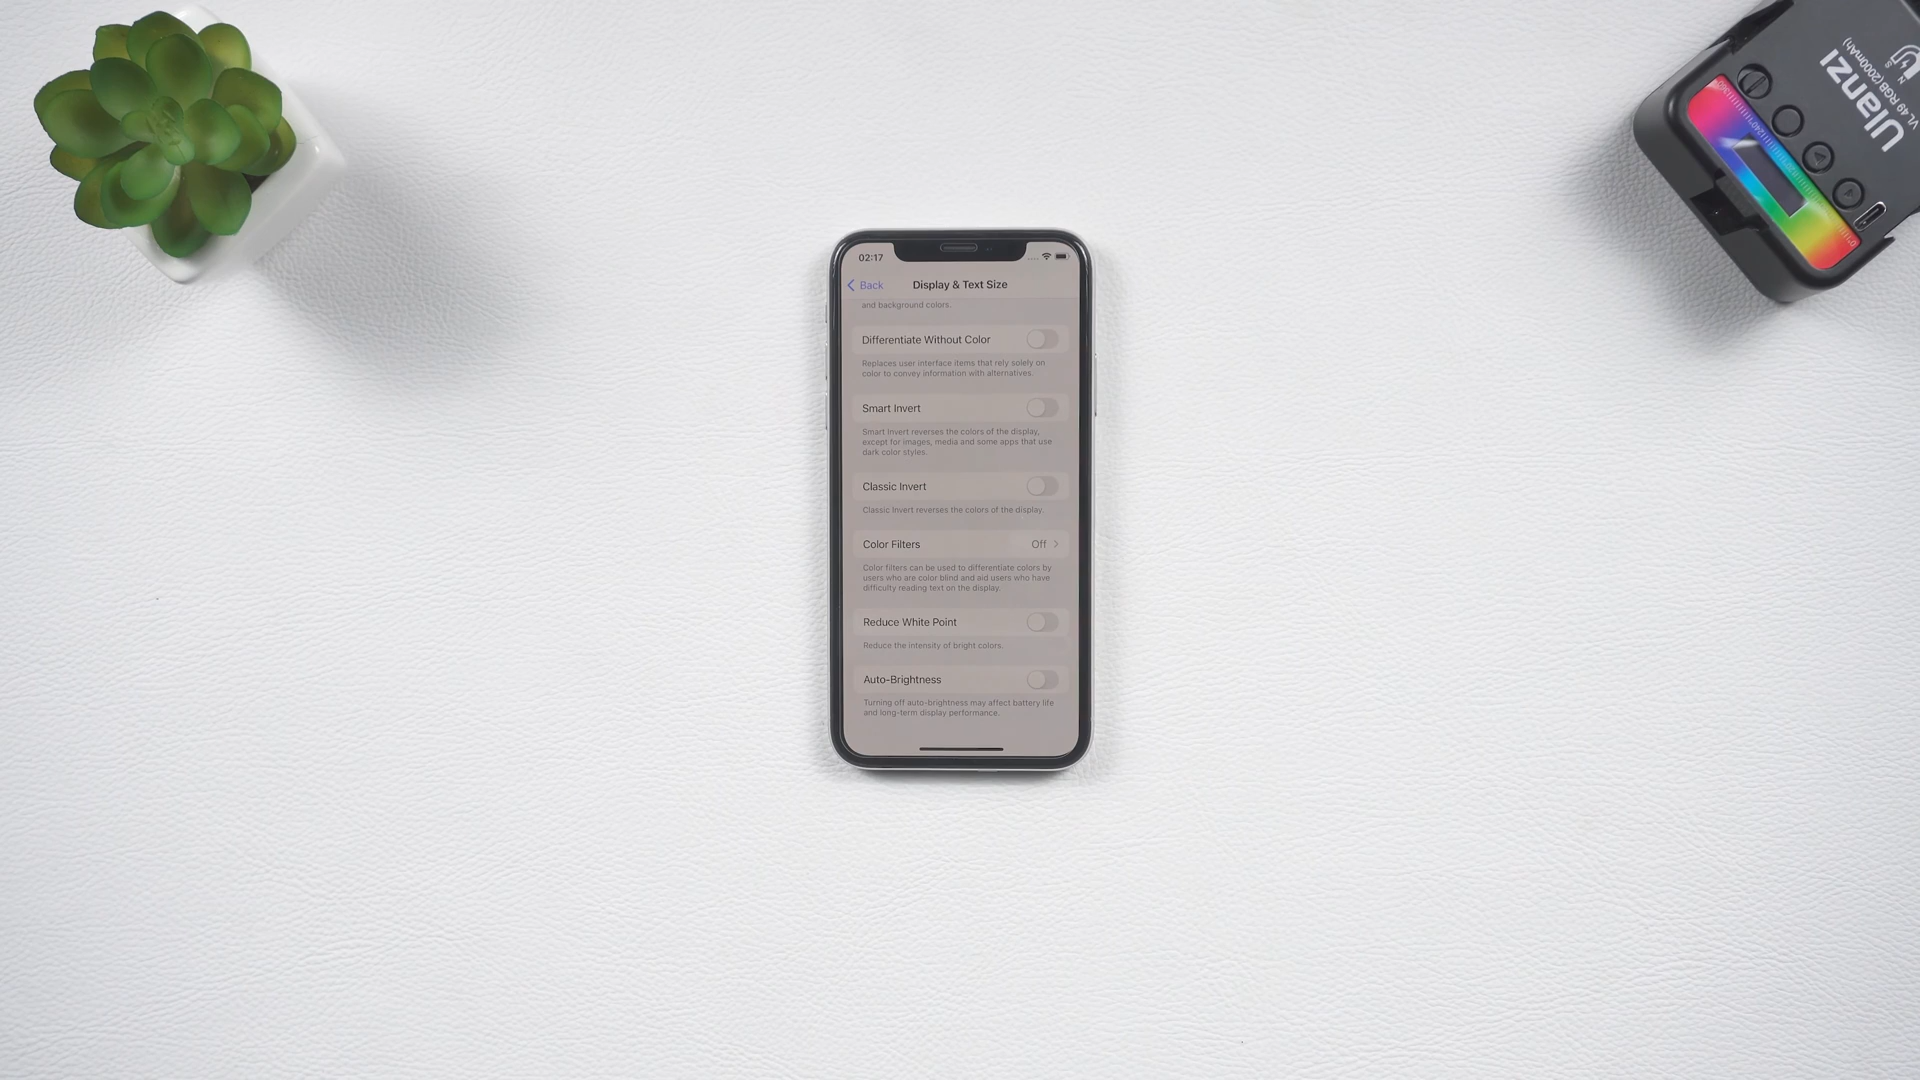 02:17
Back
Display & Text Size
and background colors.
Differentiate Without Color
Replaces user interface items that rely solely on
color to convey information with alternatives.
Smart Invert
Smart Invert reverses the colors of the display,
except for images, media and some apps that use
dark color styles.
Classic Invert
Classic Invert reverses the colors of the display.
Color Filters
Off
Color filters can be used to differentiate colors by
users who are color blind and aid users who have
difficulty reading text on the display.
Reduce White Point
Reduce the intensity of bright colors.
Auto-Brightness
Turning off auto-brightness may affect battery life
and long-term display performance.
Ulanzi
VL 49 RGB(2000mAh)
N
S